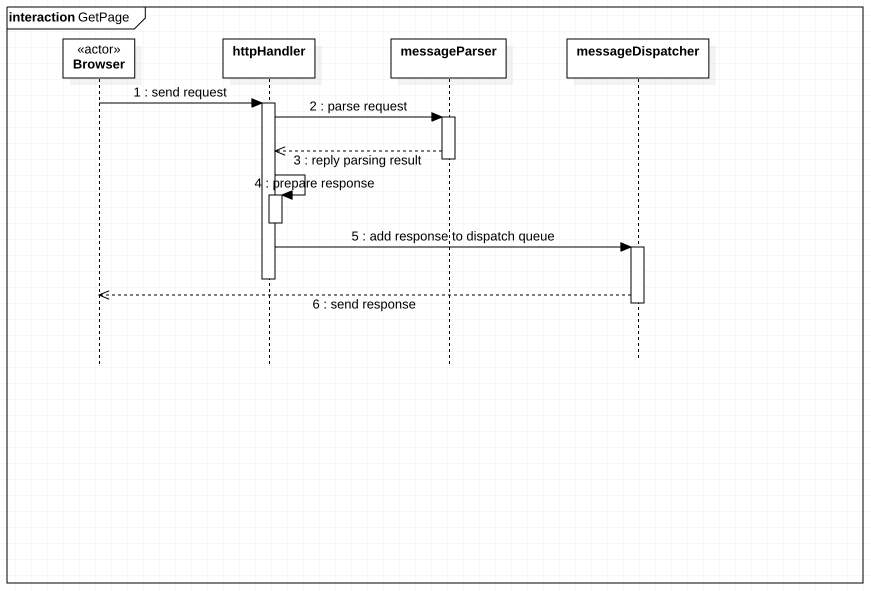 interaction GetPage
«actor»
Browser
httpHandler
messageParser
messageDispatcher
1 : send request
2 : parse request
3 : reply parsing result
4 : prepare response
5 : add response to dispatch queue
6 : send response